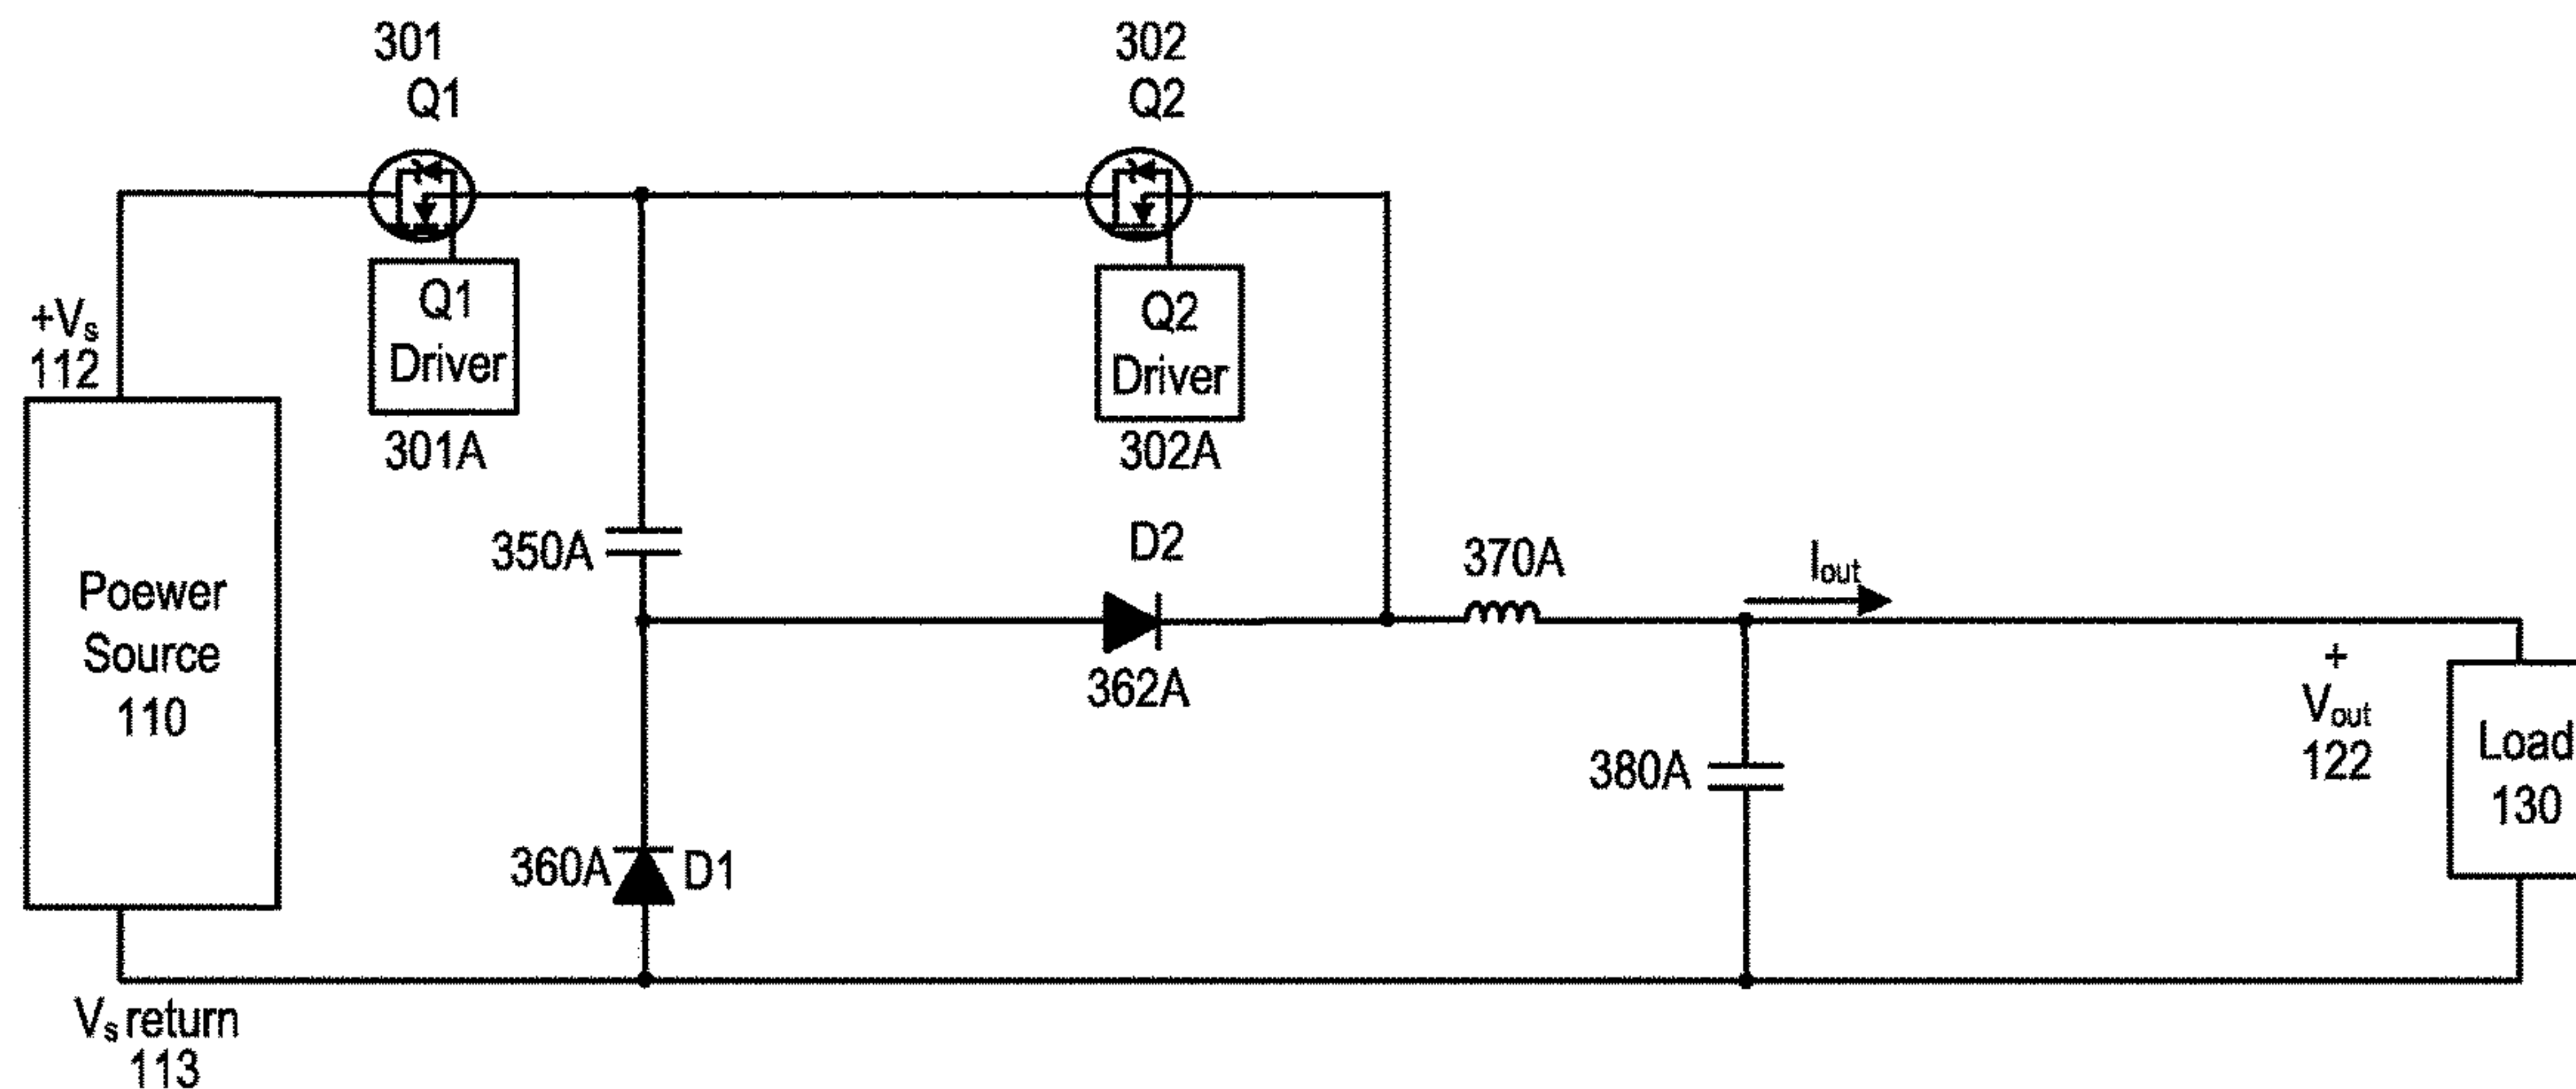 301
Q1
302
Q2
Q1
Driver
301A
Q2
Driver
302A
+Vs
112
Poewer
Source
110
350A
D2
362A
370A
Iout
+
Vout
122
Load
130
380A
360A
D1
Vs return
113